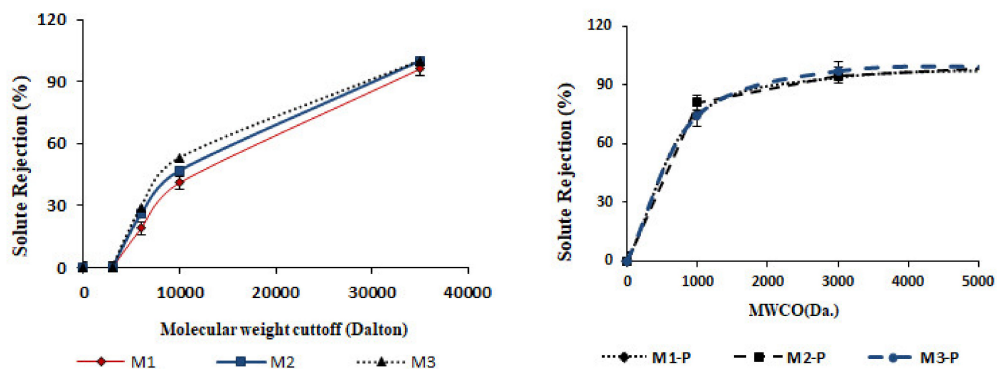 120
90
60
30
0
Solute Rejection (%)
0 10000 20000 30000 40000
Molecular weight cuttoff (Dalton)
M1 M2 M3
120
90
60
30
0
Solute Rejection (%)
0 1000 2000 3000 4000 5000
MWCO(Da.)
M1-P M2-P M3-P